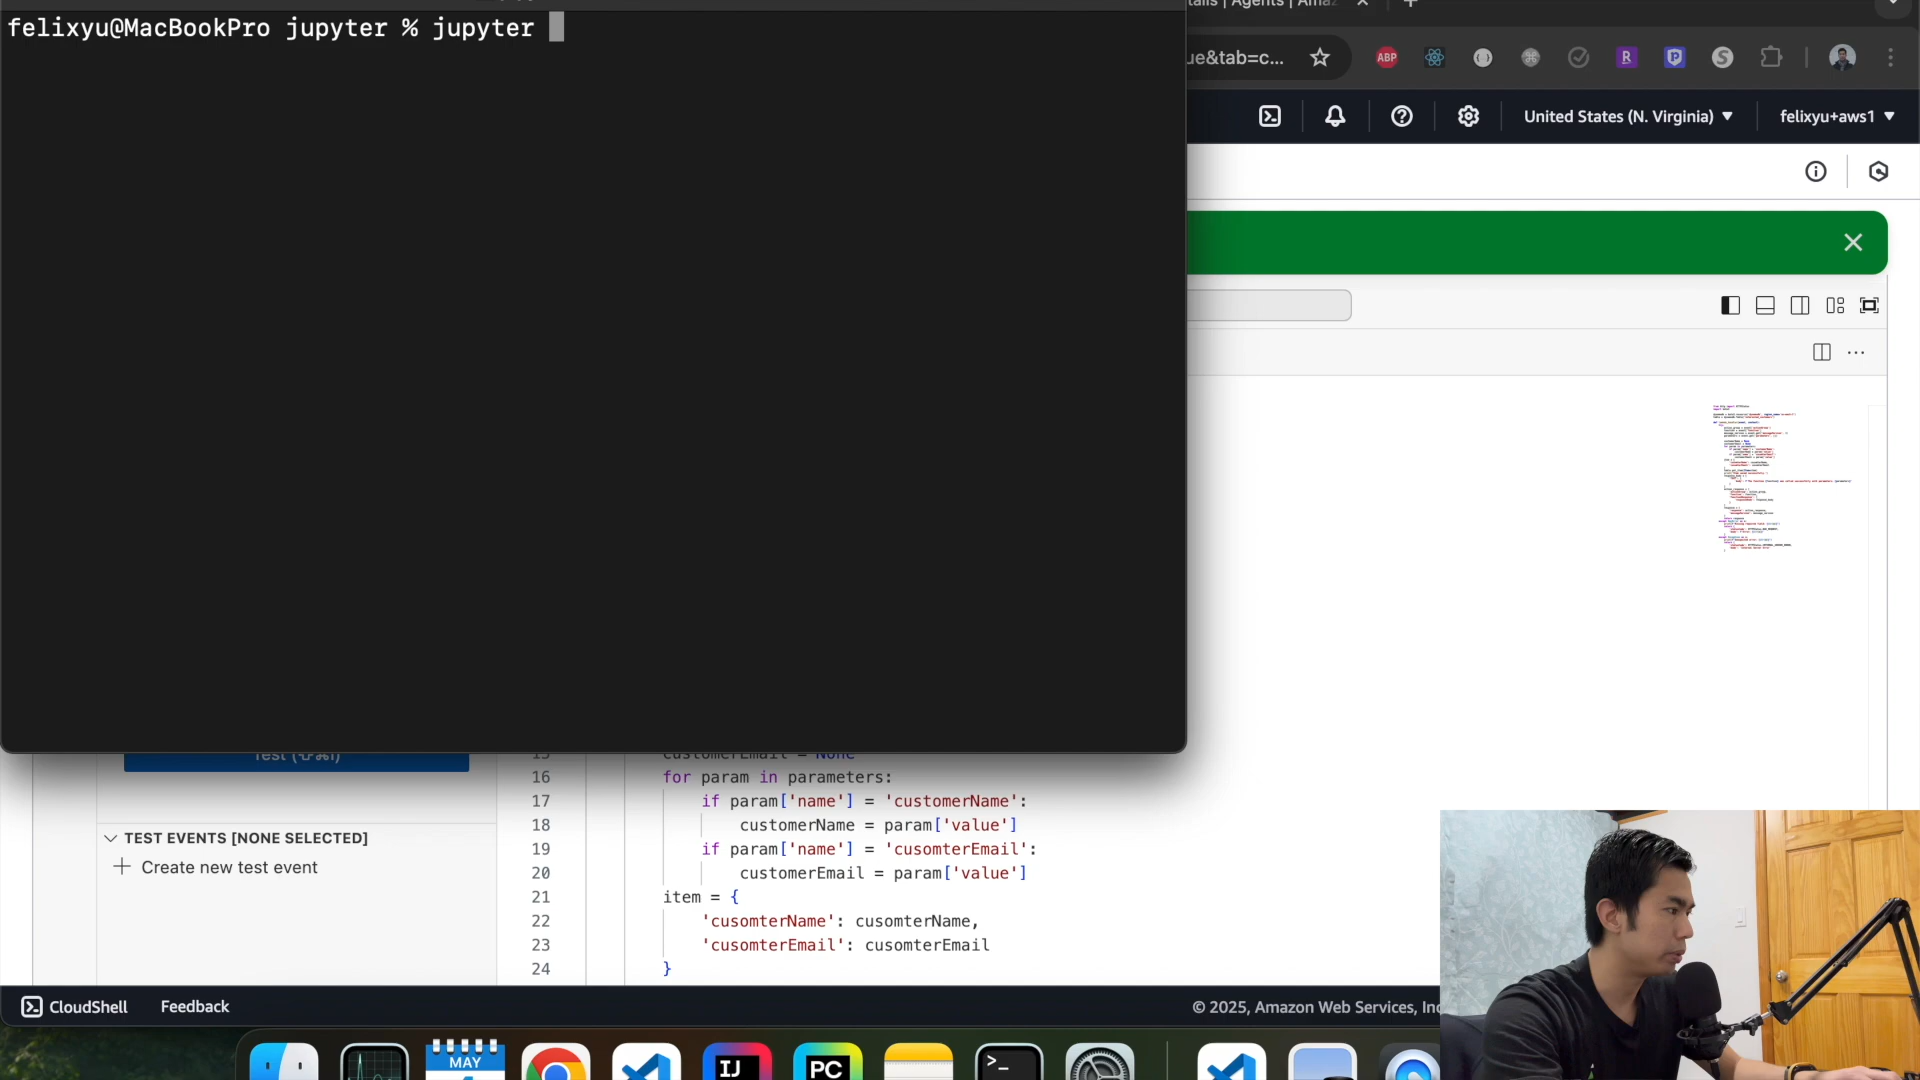 felixyu@MacBookPro jupyter % jupyter
ue&tab=c...
ABP
R
S
United States (N. Virginia) ▼
felixyu+aws1 ▼
16 for param in parameters:
17 if param['name'] = 'customerName':
18 customerName = param['value']
19 if param['name'] = 'cusomterEmail':
20 customerEmail = param['value']
21 item = {
22 'cusomterName': cusomterName,
23 'cusomterEmail': cusomterEmail
24 }
TEST EVENTS [NONE SELECTED]
Create new test event
CloudShell
Feedback
© 2025, Amazon Web Services, Inc
MAY
IJ
PC